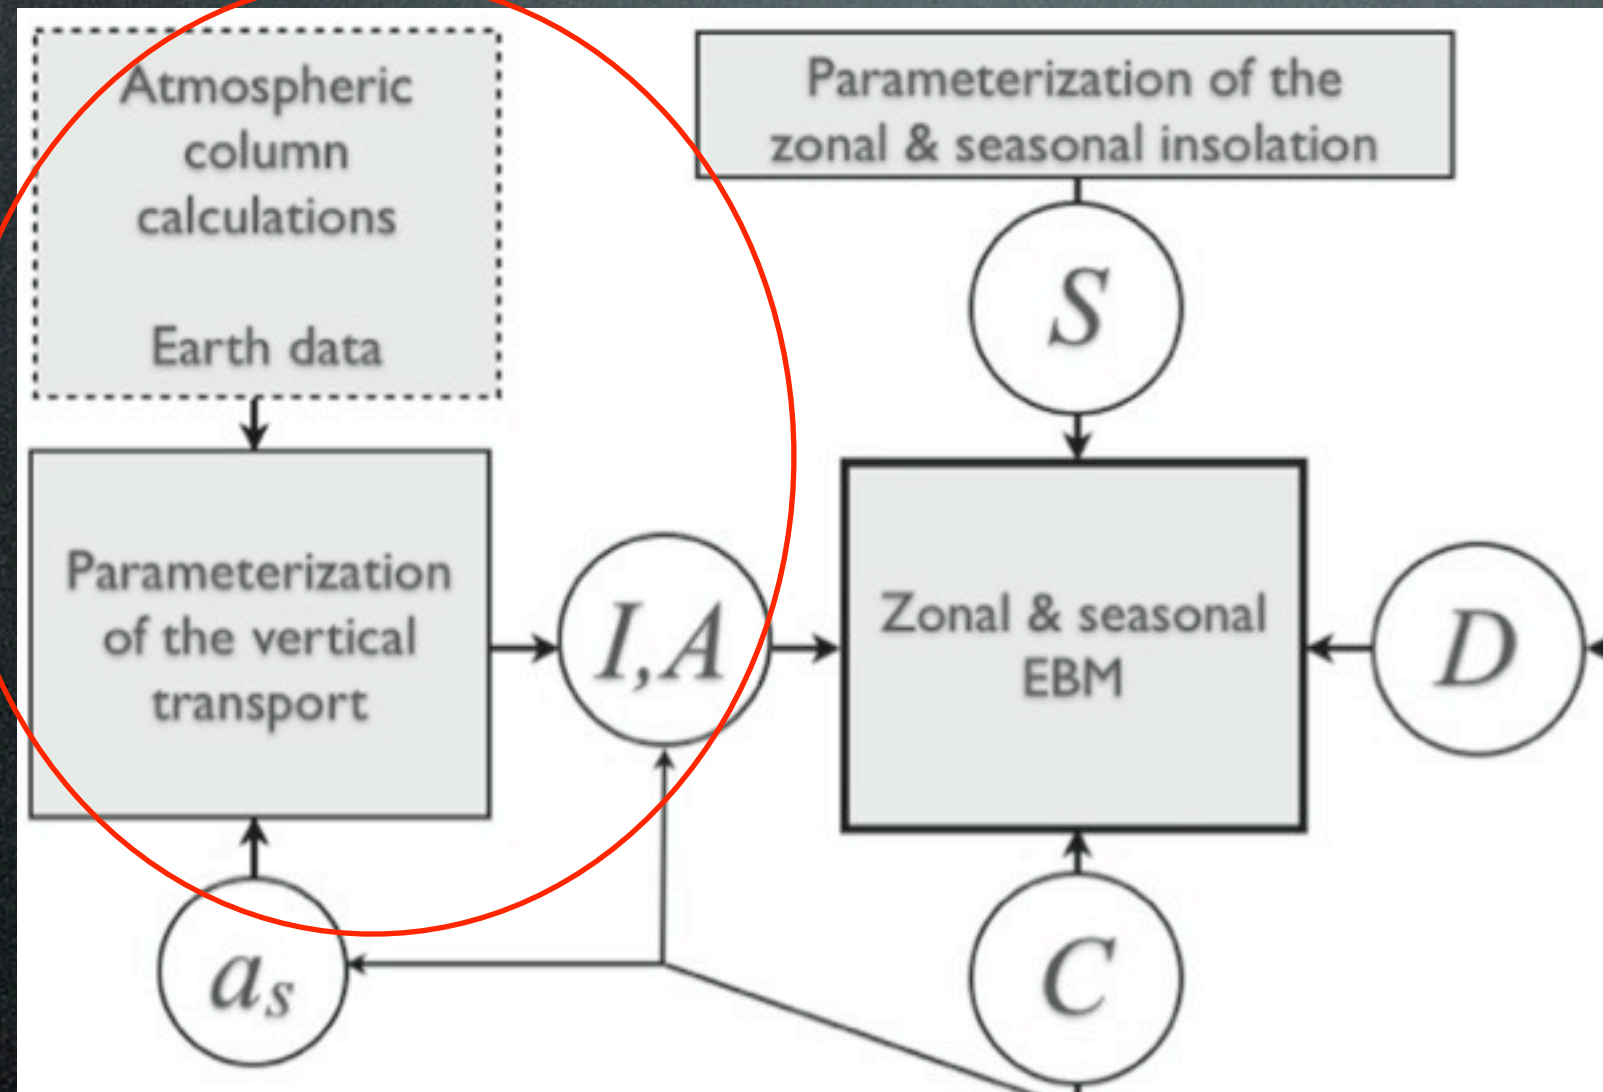 Atmospheric
column
calculations
Earth data
Parameterization of the
zonal & seasonal insolation
S
Parameterization
of the vertical
transport
I,A
Zonal & seasonal
EBM
D
as
C